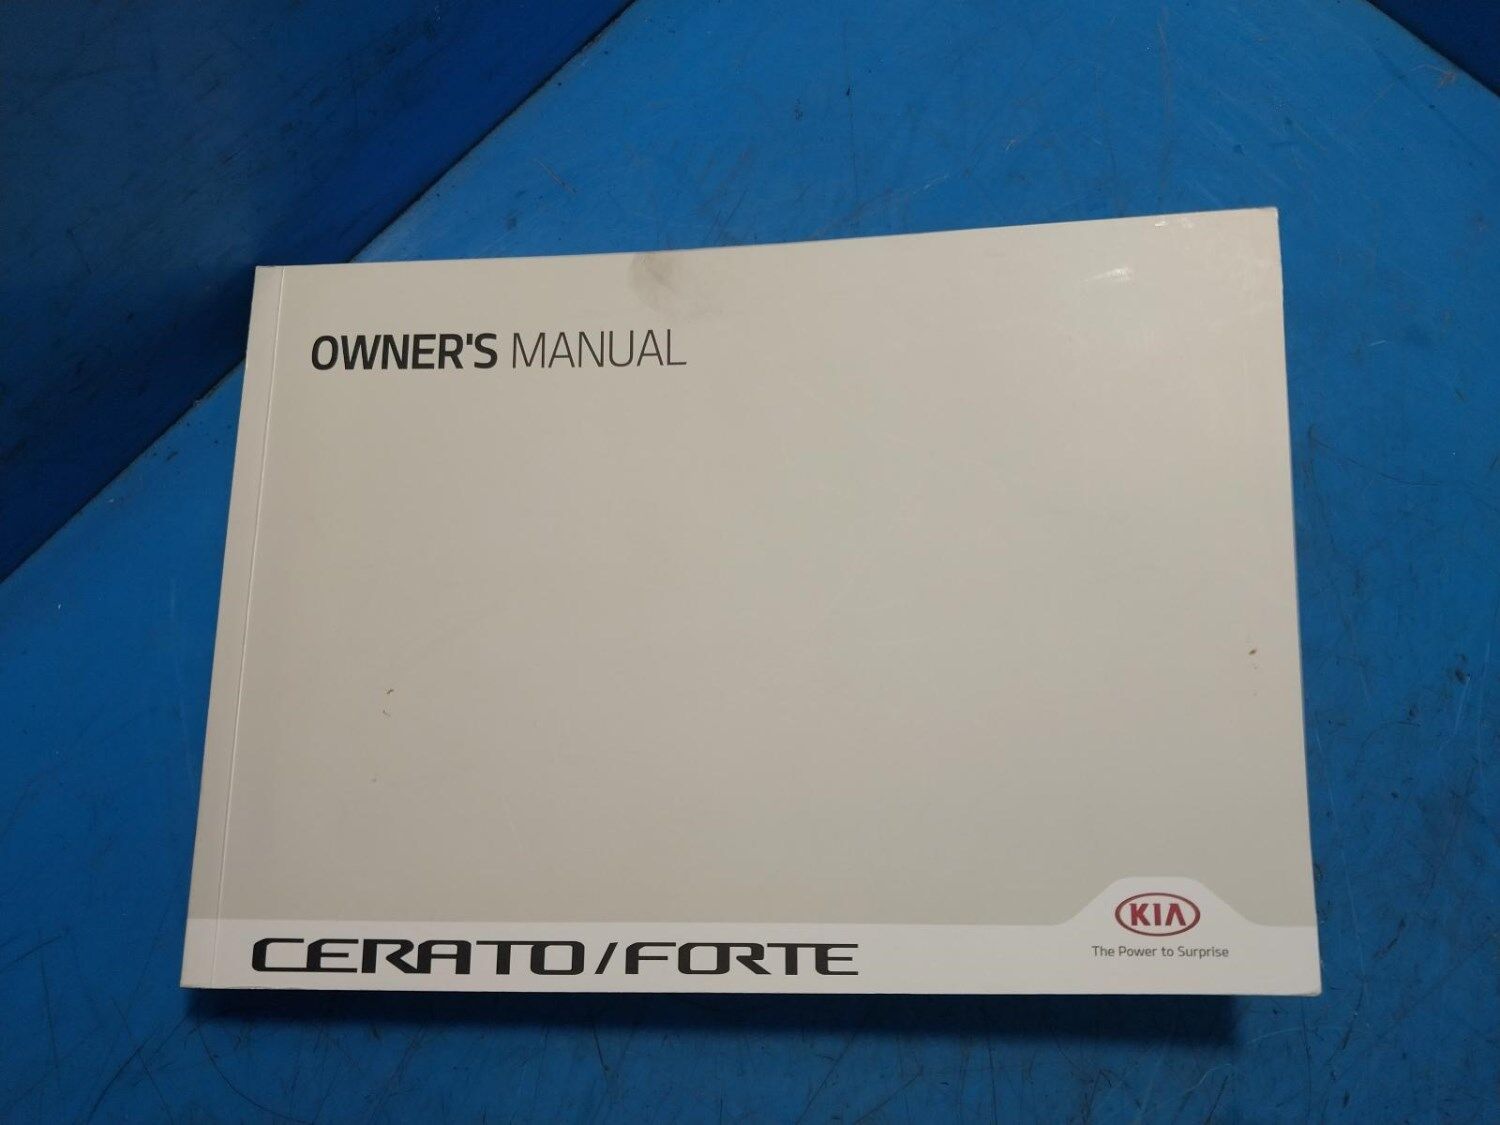 OWNER'S MANUAL
CERATO/FORTE
KIA
The Power to Surprise